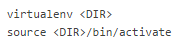 virtualenv <DIR>
source <DIR>/bin/activate